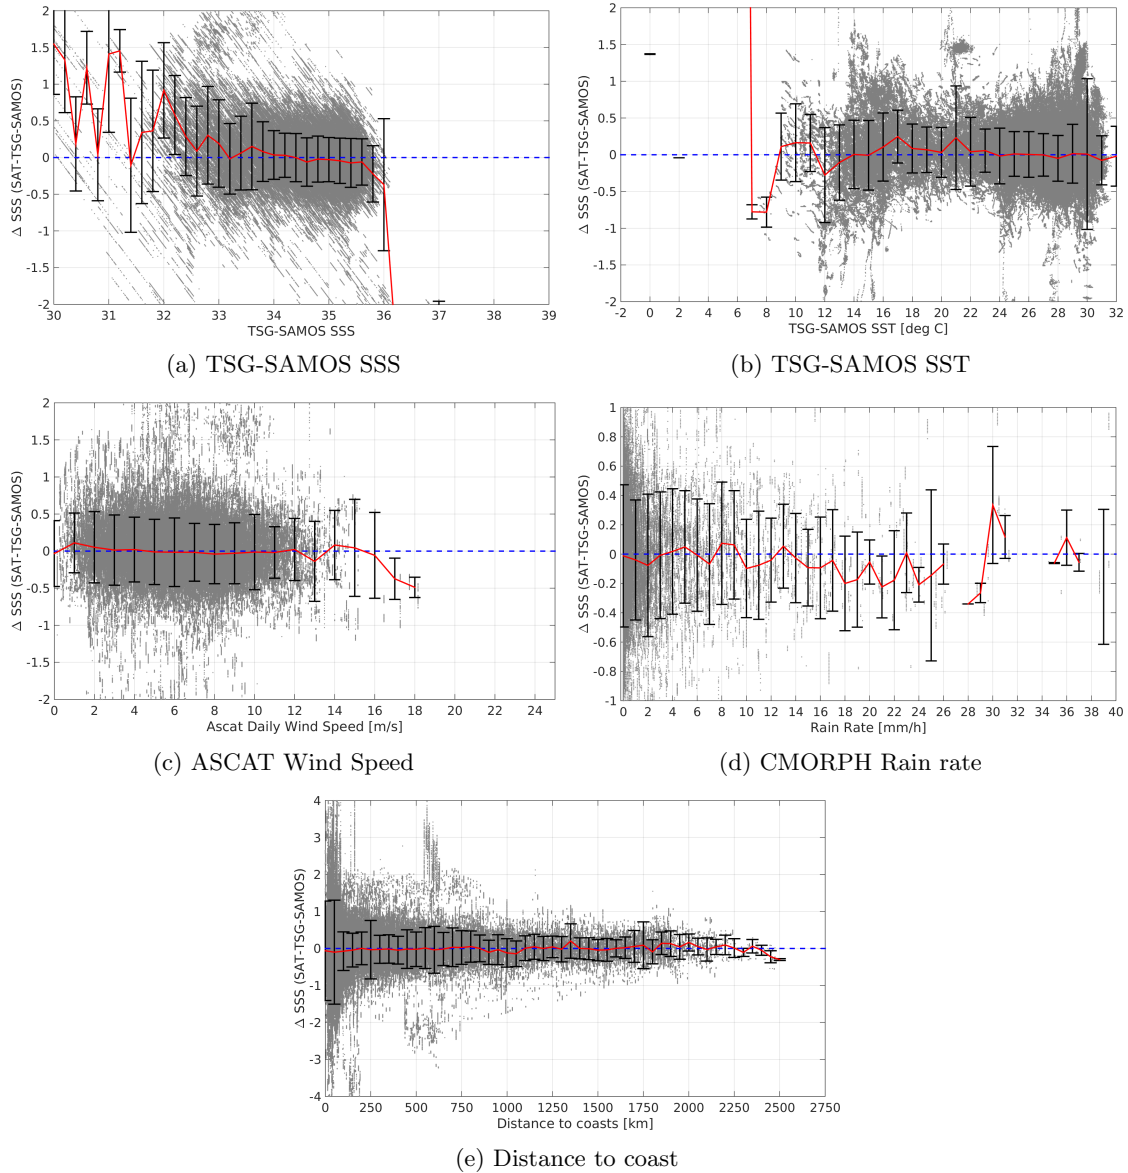 2
1.5
1
0.5
0
-0.5
-1
-1.5
-2
Δ SSS (SAT-TSG-SAMOS)
30 31 32 33 34 35 36 37 38 39
TSG-SAMOS SSS
(a) TSG-SAMOS SSS
2
1.5
1
0.5
0
-0.5
-1
-1.5
-2
Δ SSS (SAT-TSG-SAMOS)
-2 0 2 4 6 8 10 12 14 16 18 20 22 24 26 28 30 32
TSG-SAMOS SST [deg C]
(b) TSG-SAMOS SST
2
1.5
1
0.5
0
-0.5
-1
-1.5
-2
Δ SSS (SAT-TSG-SAMOS)
0 2 4 6 8 10 12 14 16 18 20 22 24
Ascat Daily Wind Speed [m/s]
(c) ASCAT Wind Speed
1
0.8
0.6
0.4
0.2
0
-0.2
-0.4
-0.6
-0.8
-1
Δ SSS (SAT-TSG-SAMOS)
0 2 4 6 8 10 12 14 16 18 20 22 24 26 28 30 32 34 36 38 40
Rain Rate [mm/h]
(d) CMORPH Rain rate
4
3
2
1
0
-1
-2
-3
-4
Δ SSS (SAT-TSG-SAMOS)
0 250 500 750 1000 1250 1500 1750 2000 2250 2500 2750
Distance to coasts [km]
(e) Distance to coast